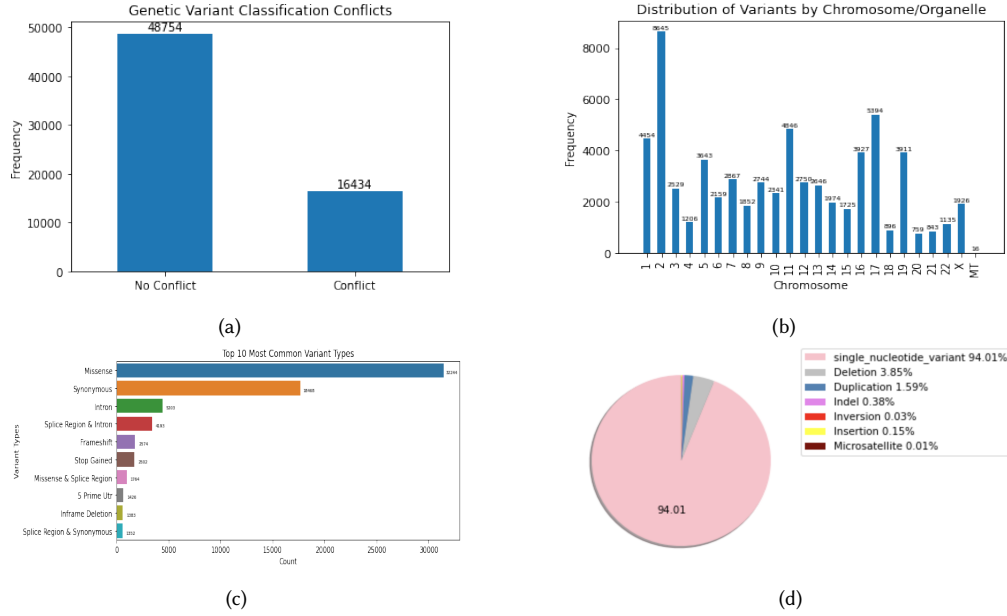 Genetic Variant Classification Conflicts
48754
16434
50000
40000
30000
20000
10000
0
Frequency
No Conflict
Conflict
(a)
Distribution of Variants by Chromosome/Organelle
8000
6000
4000
2000
0
Frequency
4454
8645
2529
1206
3643
2159
2867
1852
2744
2341
4846
2750
2646
1974
1725
3927
5394
896
3911
759
843
1135
1926
16
1
2
3
4
5
6
7
8
9
10
11
12
13
14
15
16
17
18
19
20
21
22
X
MT
Chromosome
(b)
Top 10 Most Common Variant Types
Variant Types
Missense
Synonymous
Intron
Splice Region & Intron
Frameshift
Stop Gained
Missense & Splice Region
5 Prime Utr
Inframe Deletion
Splice Region & Synonymous
0
5000
10000
15000
20000
25000
30000
Count
(c)
single_nucleotide_variant 94.01%
Deletion 3.85%
Duplication 1.59%
Indel 0.38%
Inversion 0.03%
Insertion 0.15%
Microsatellite 0.01%
94.01
(d)